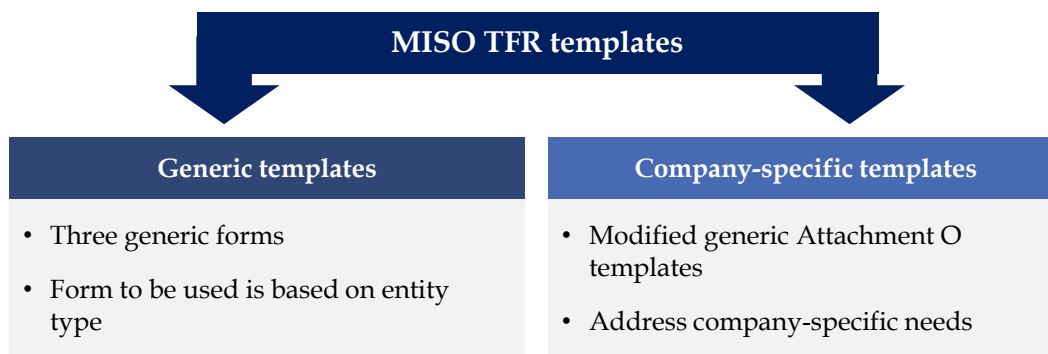 MISO TFR templates
Generic templates
• Three generic forms
• Form to be used is based on entity
type
Company-specific templates
• Modified generic Attachment O
templates
• Address company-specific needs